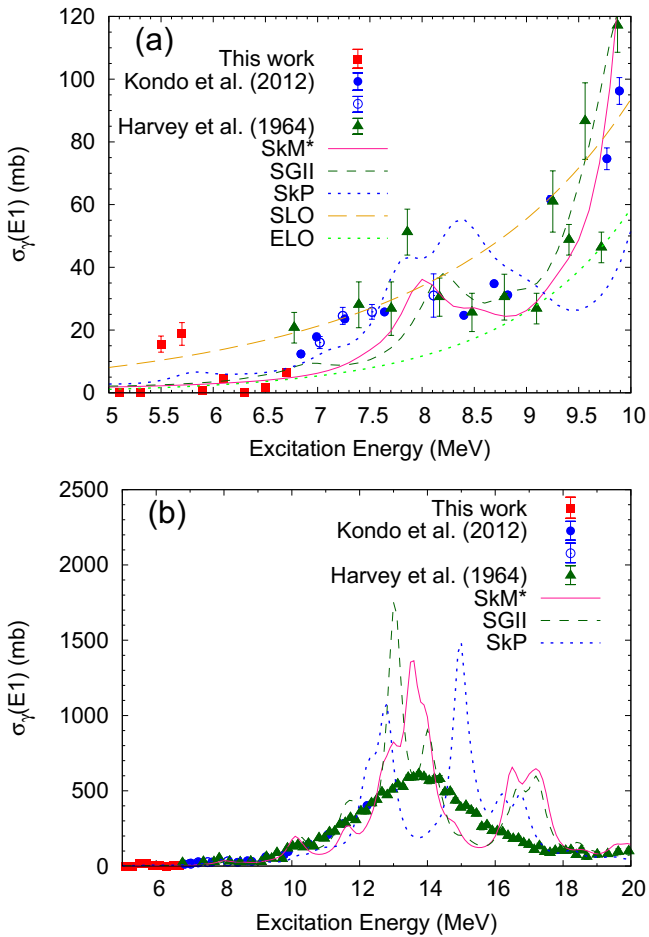 (a)
This work
Kondo et al. (2012)
Harvey et al. (1964)
SkM*
SGII
SkP
SLO
ELO
120
100
80
60
40
20
0
σγ(E1) (mb)
5 5.5 6 6.5 7 7.5 8 8.5 9 9.5 10
Excitation Energy (MeV)
(b)
This work
Kondo et al. (2012)
Harvey et al. (1964)
SkM*
SGII
SkP
2500
2000
1500
1000
500
0
σγ(E1) (mb)
6 8 10 12 14 16 18 20
Excitation Energy (MeV)